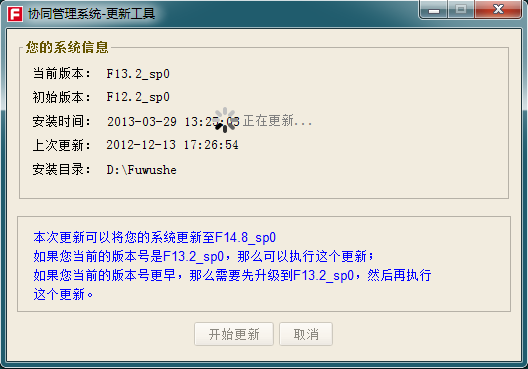 F 协同管理系统-更新工具
您的系统信息
当前版本： F13.2_sp0
初始版本： F12.2_sp0
安装时间： 2013-03-29 13:25:03 正在更新...
上次更新： 2012-12-13 17:26:54
安装目录： D:\Fuwushe
本次更新可以将您的系统更新至F14.8_sp0
如果您当前的版本号是F13.2_sp0，那么可以执行这个更新；
如果您当前的版本号更早，那么需要先升级到F13.2_sp0，然后再执行
这个更新。
开始更新 取消